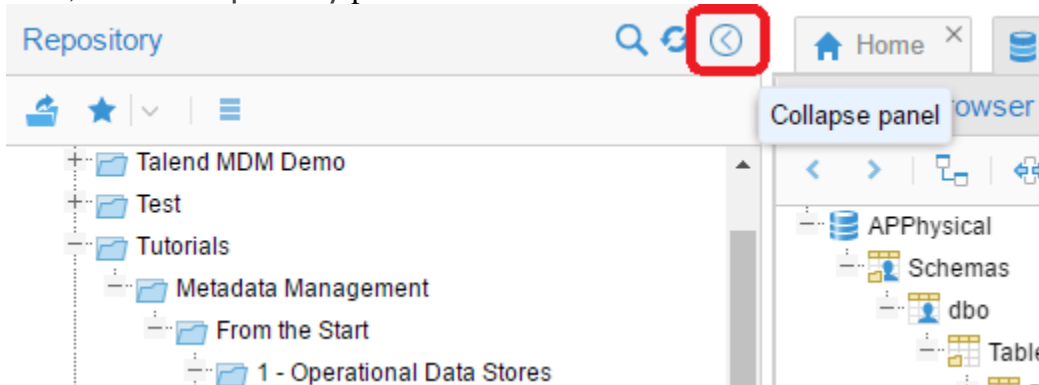 Repository
Home
Collapse panel
owser
Talend MDM Demo
Test
Tutorials
Metadata Management
From the Start
1 - Operational Data Stores
APPhysical
Schemas
dbo
Table